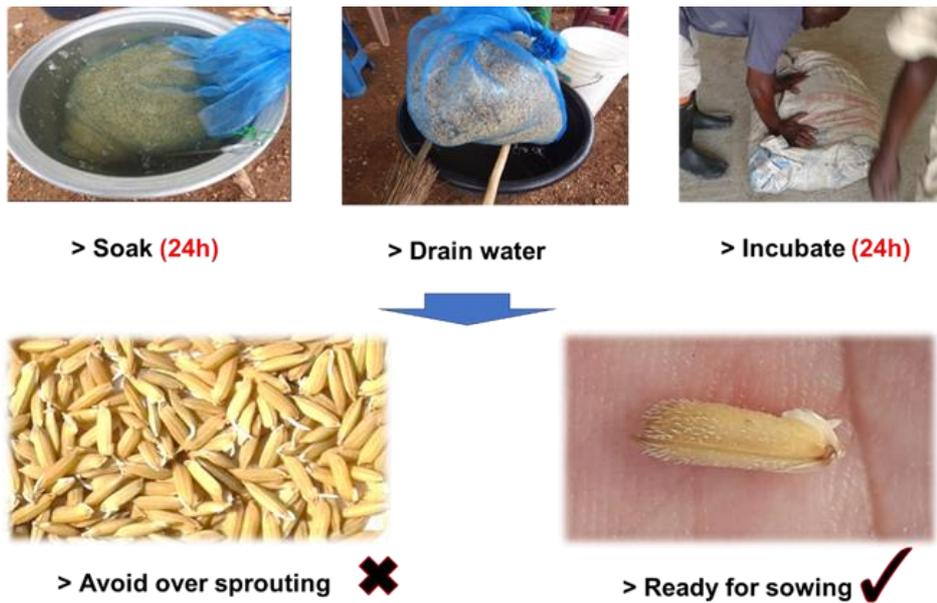 > Soak (24h)
> Drain water
> Incubate (24h)
> Avoid over sprouting
> Ready for sowing